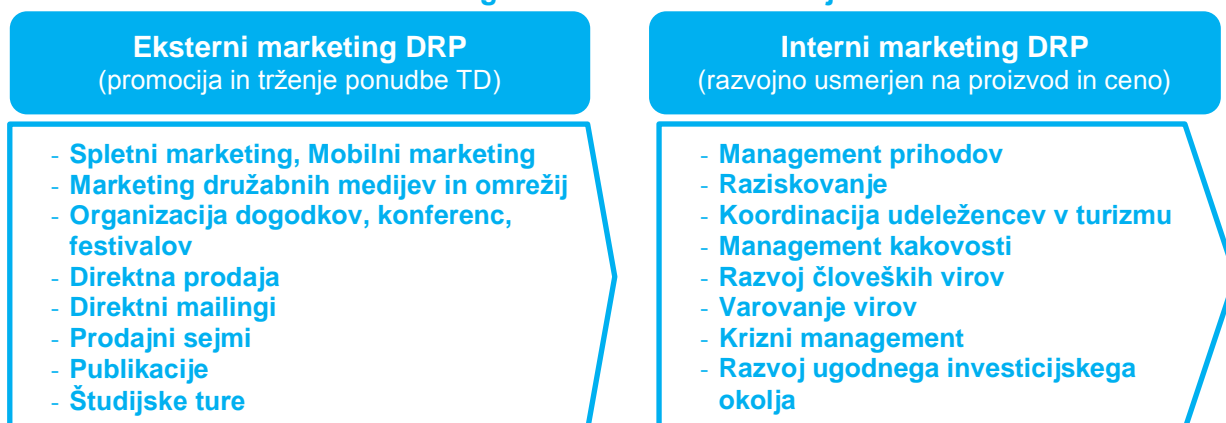 Eksterni marketing DRP
(promocija in trženje ponudbe TD)
- Spletni marketing, Mobilni marketing
- Marketing družabnih medijev in omrežij
- Organizacija dogodkov, konferenc,
festivalov
- Direktna prodaja
- Direktni mailingi
- Prodajni sejmi
- Publikacije
- Študijske ture
Interni marketing DRP
(razvojno usmerjen na proizvod in ceno)
- Management prihodov
- Raziskovanje
- Koordinacija udeležencev v turizmu
- Management kakovosti
- Razvoj človeških virov
- Varovanje virov
- Krizni management
- Razvoj ugodnega investicijskega
okolja